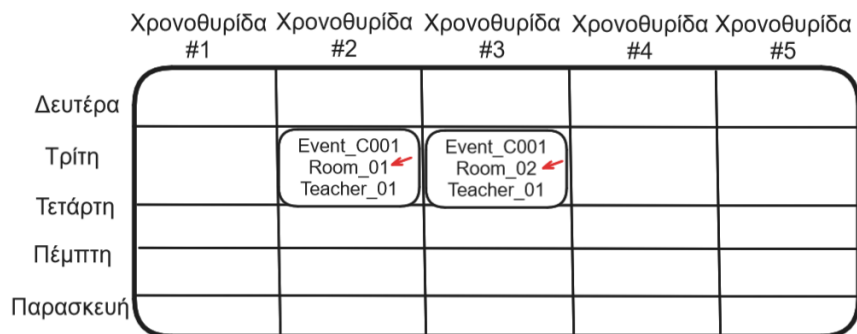 Χρονοθυρίδα Χρονοθυρίδα Χρονοθυρίδα Χρονοθυρίδα Χρονοθυρίδα
#1 #2 #3 #4 #5
Δευτέρα
Τρίτη
Event_C001 Event_C001
Room_01 Room_02
Teacher_01 Teacher_01
Τετάρτη
Πέμπτη
Παρασκευή